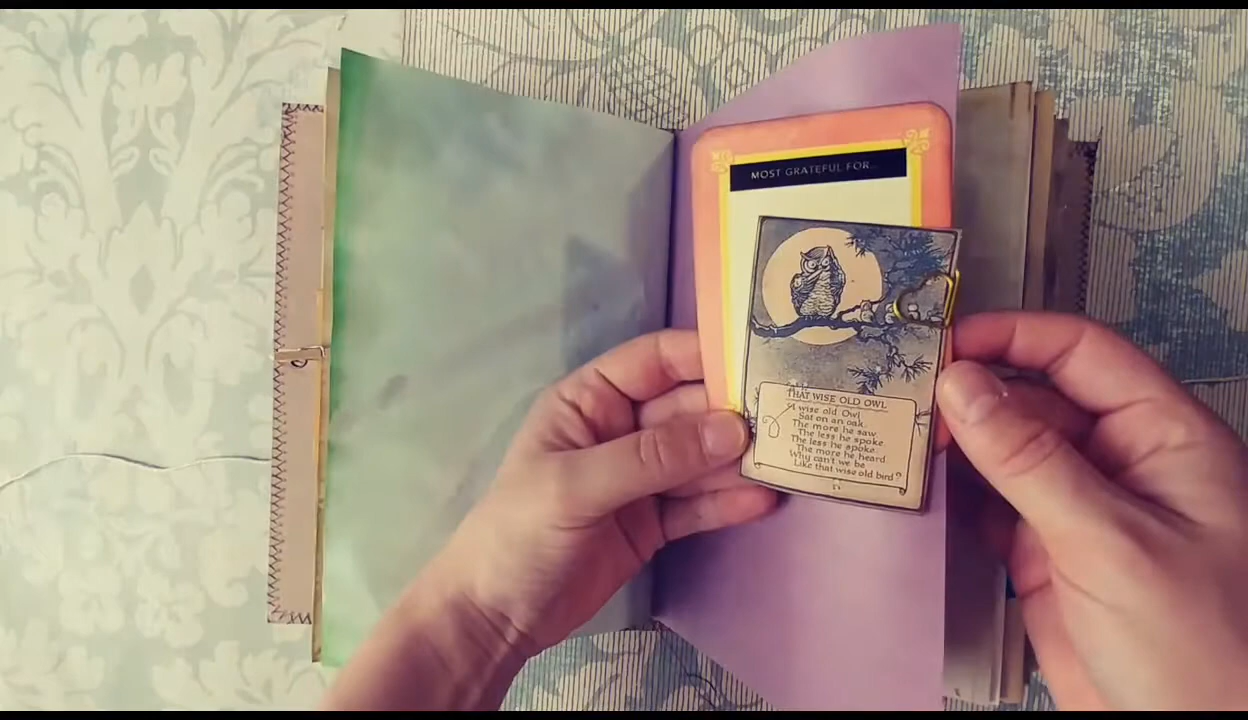 MOST GRATEFUL FOR...
THAT WISE OLD OWL
A wise old Owl
Sat on an oak
The more he saw
The less he spoke
The less he spoke
The more he heard
Why can't we be
Like that wise old bird?